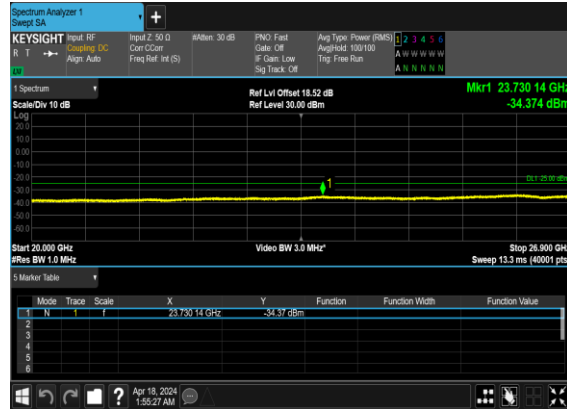 Spectrum Analyzer 1
Swept SA
+
KEYSIGHT Input: RF Input Z: 50 Ω #Atten: 30 dB PNO: Fast Avg Type: Power (RMS) 1 2 3 4 5 6
R T Coupling: DC Corr CCorr Gate: Off Avg|Hold: 100/100 A W W W W W
Align: Auto Freq Ref: Int (S) IF Gain: Low Trig: Free Run
Sig Track: Off A N N N N N
1 Spectrum Ref Lvl Offset 18.52 dB Mkr1 23.730 14 GHz
Scale/Div 10 dB Ref Level 30.00 dBm -34.374 dBm
Log
20.0
10.0
0.00
-10.0
-20.0
1
DL1 -25.00 dBm
-30.0
-40.0
-50.0
-60.0
Start 20.000 GHz Video BW 3.0 MHz* Stop 26.900 GHz
#Res BW 1.0 MHz Sweep 13.3 ms (40001 pts)
5 Marker Table
Mode Trace Scale X Y Function Function Width Function Value
1 N 1 f 23.730 14 GHz -34.37 dBm
2
3
4
5
6
? Apr 18, 2024
1:55:27 AM